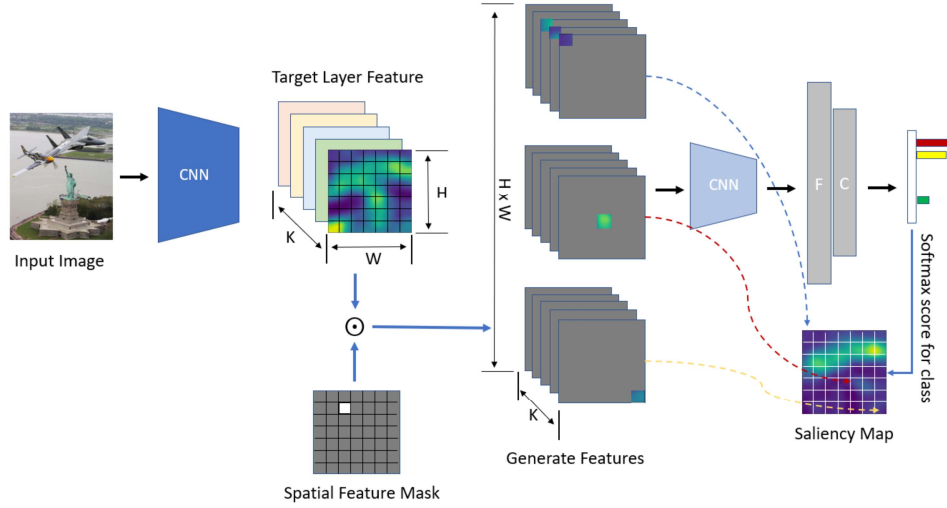 Target Layer Feature
CNN
H
K
W
Input Image
Spatial Feature Mask
H x W
K
Generate Features
CNN
F
C
Softmax score for
class
Saliency Map